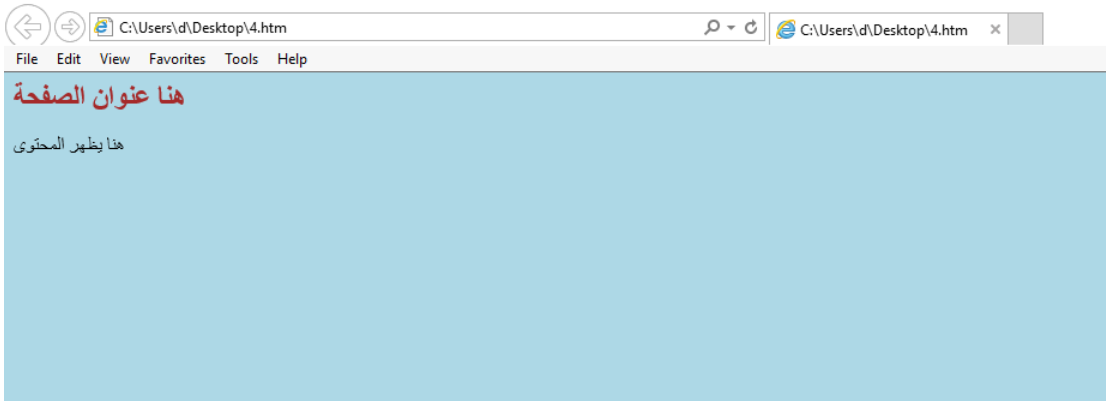 C:\Users\d\Desktop\4.htm
C:\Users\d\Desktop\4.htm
File Edit View Favorites Tools Help
هنا عنوان الصفحة
هنا يظهر المحتوى